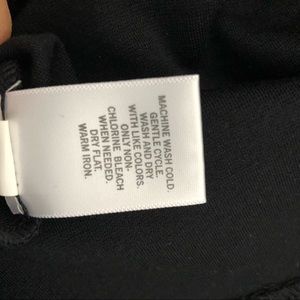 MACHINE WASH COLD.
GENTLE CYCLE.
WASH AND DRY
WITH LIKE COLORS.
ONLY NON-
CHLORINE BLEACH
WHEN NEEDED.
DRY FLAT.
WARM IRON.